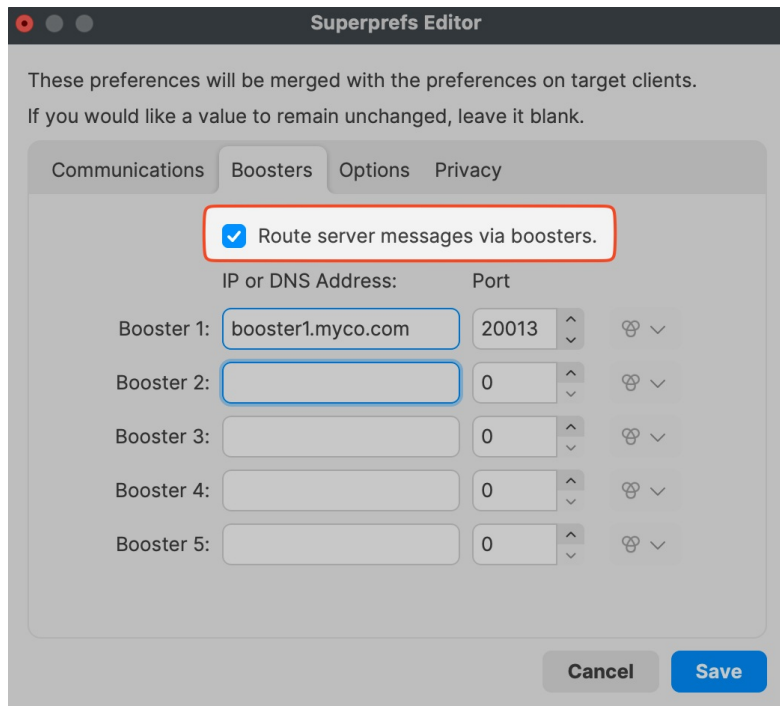 Superprefs Editor
These preferences will be merged with the preferences on target clients.
If you would like a value to remain unchanged, leave it blank.
Communications Boosters Options Privacy
Route server messages via boosters.
IP or DNS Address: Port
Booster 1: booster1.myco.com 20013
Booster 2: 0
Booster 3: 0
Booster 4: 0
Booster 5: 0
Cancel Save